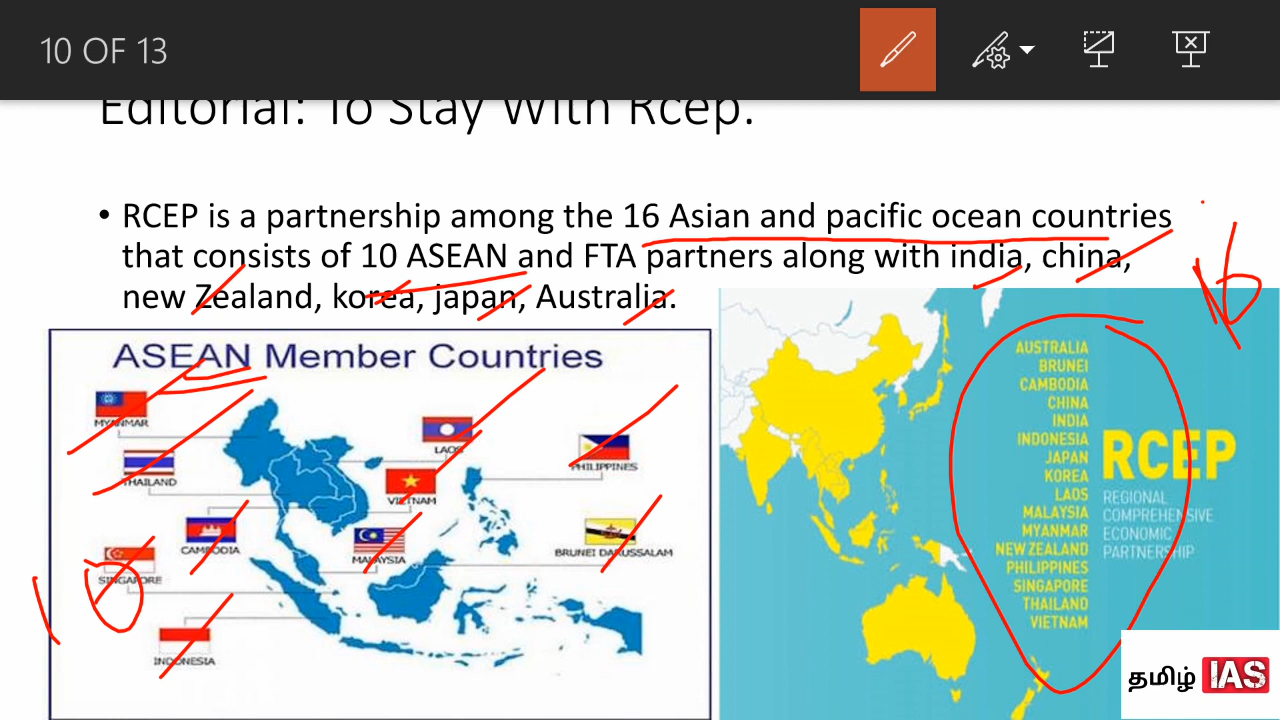 10 OF 13
Editorial: To Stay With Rcep.
• RCEP is a partnership among the 16 Asian and pacific ocean countries
that consists of 10 ASEAN and FTA partners along with india, china,
new Zealand, korea, japan, Australia.
16
ASEAN Member Countries
MYANMAR
LAOS
PHILIPPINES
THAILAND
VIETNAM
CAMBODIA
MALAYSIA
BRUNEI DARUSSALAM
SINGAPORE
10
INDONESIA
AUSTRALIA
BRUNEI
CAMBODIA
CHINA
INDIA
INDONESIA
JAPAN
KOREA
LAOS
MALAYSIA
MYANMAR
NEW ZEALAND
PHILIPPINES
SINGAPORE
THAILAND
VIETNAM
RCEP
REGIONAL
COMPREHENSIVE
ECONOMIC
PARTNERSHIP
தமிழ் IAS